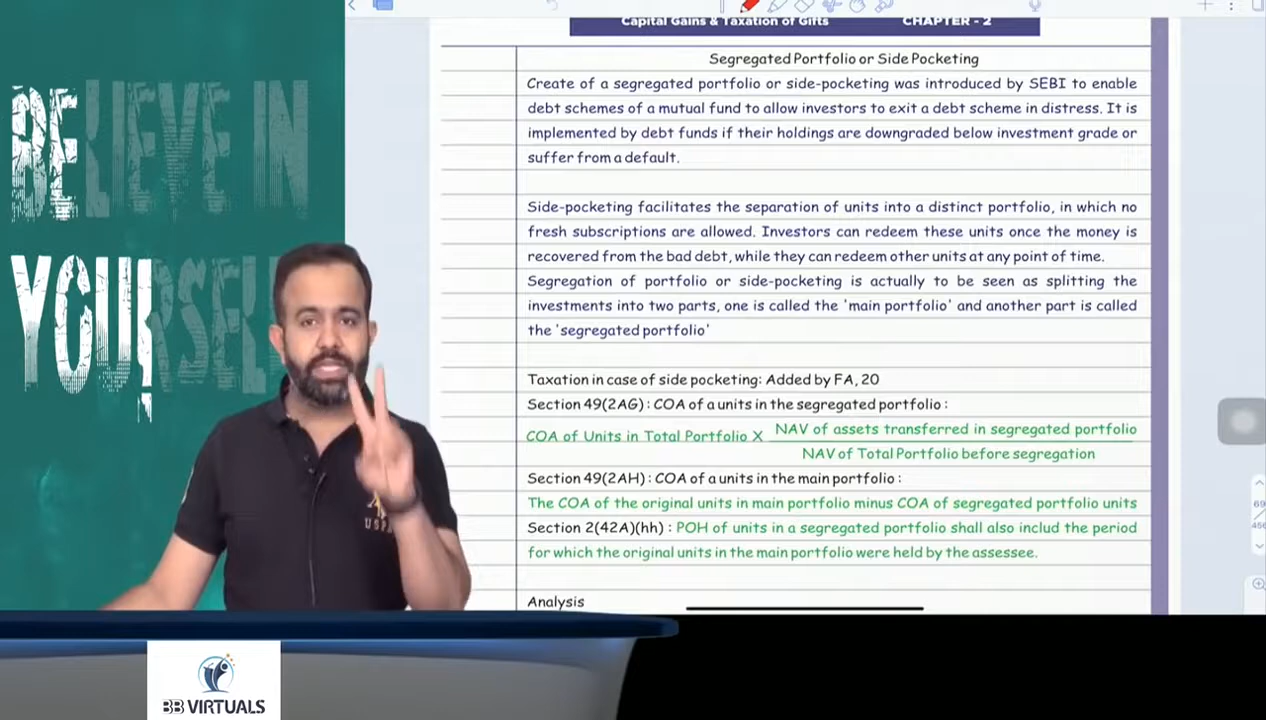 BELIEVE IN
YOURSELF
Capital Gains & Taxation of Gifts CHAPTER - 2
Segregated Portfolio or Side Pocketing
Create of a segregated portfolio or side-pocketing was introduced by SEBI to enable
debt schemes of a mutual fund to allow investors to exit a debt scheme in distress. It is
implemented by debt funds if their holdings are downgraded below investment grade or
suffer from a default.
Side-pocketing facilitates the separation of units into a distinct portfolio, in which no
fresh subscriptions are allowed. Investors can redeem these units once the money is
recovered from the bad debt, while they can redeem other units at any point of time.
Segregation of portfolio or side-pocketing is actually to be seen as splitting the
investments into two parts, one is called the 'main portfolio' and another part is called
the 'segregated portfolio'
Taxation in case of side pocketing: Added by FA, 20
Section 49(2AG) : COA of a units in the segregated portfolio :
COA of Units in Total Portfolio X NAV of assets transferred in segregated portfolio
NAV of Total Portfolio before segregation
Section 49(2AH) : COA of a units in the main portfolio :
The COA of the original units in main portfolio minus COA of segregated portfolio units
Section 2(42A)(hh) : POH of units in a segregated portfolio shall also includ the period
for which the original units in the main portfolio were held by the assessee.
Analysis
BB VIRTUALS